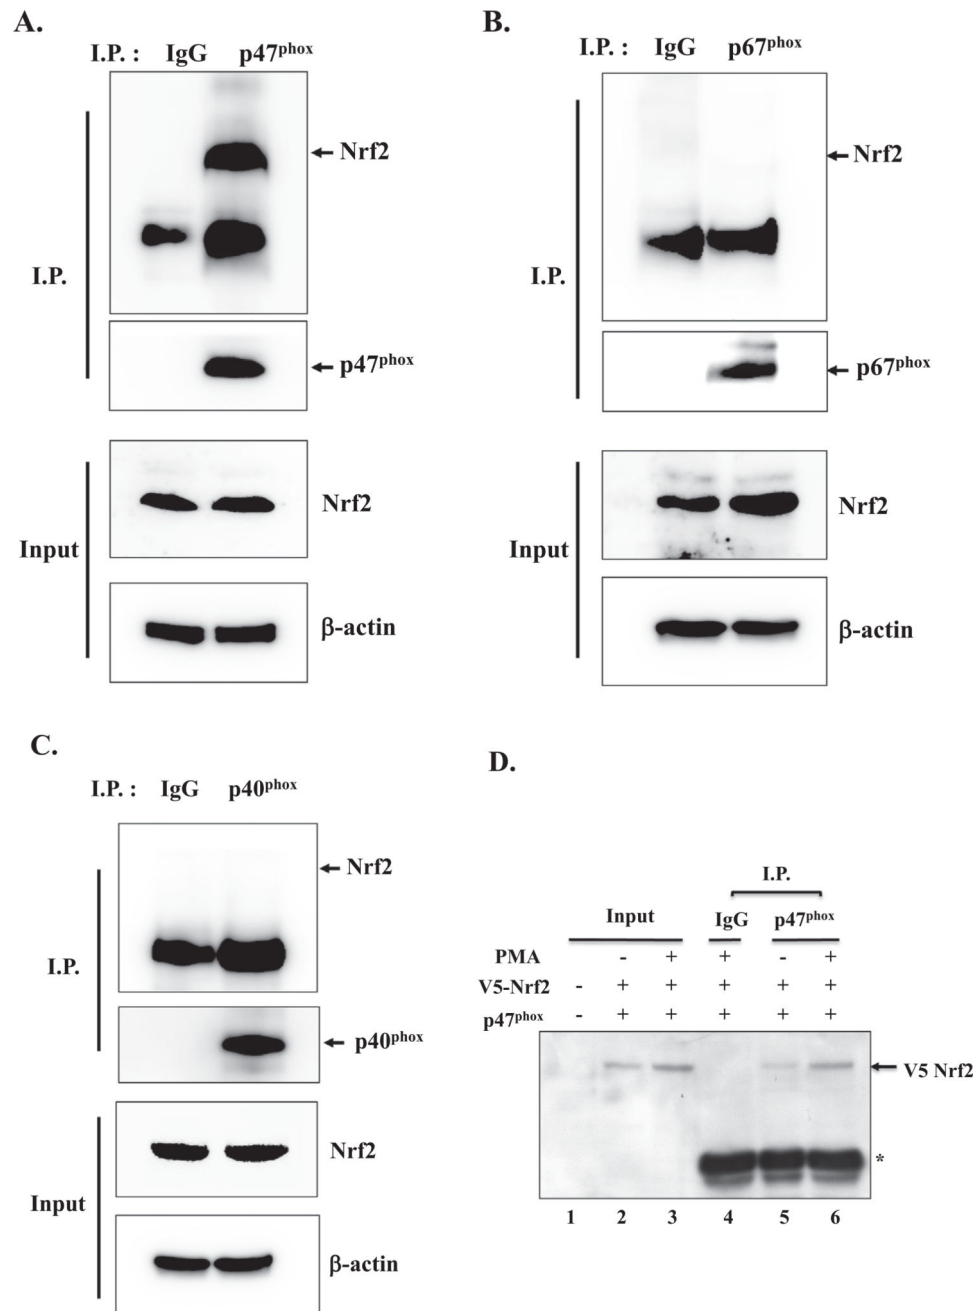 A.
I.P. : IgG p47phox
Nrf2
I.P.
p47phox
Nrf2
Input
β-actin
B.
I.P. : IgG p67phox
Nrf2
I.P.
p67phox
Nrf2
Input
β-actin
C.
I.P. : IgG p40phox
Nrf2
I.P.
p40phox
Nrf2
Input
β-actin
D.
I.P.
Input IgG p47phox
PMA - + + - +
V5-Nrf2 - + + + + +
p47phox - + + + + +
V5 Nrf2
*
1 2 3 4 5 6